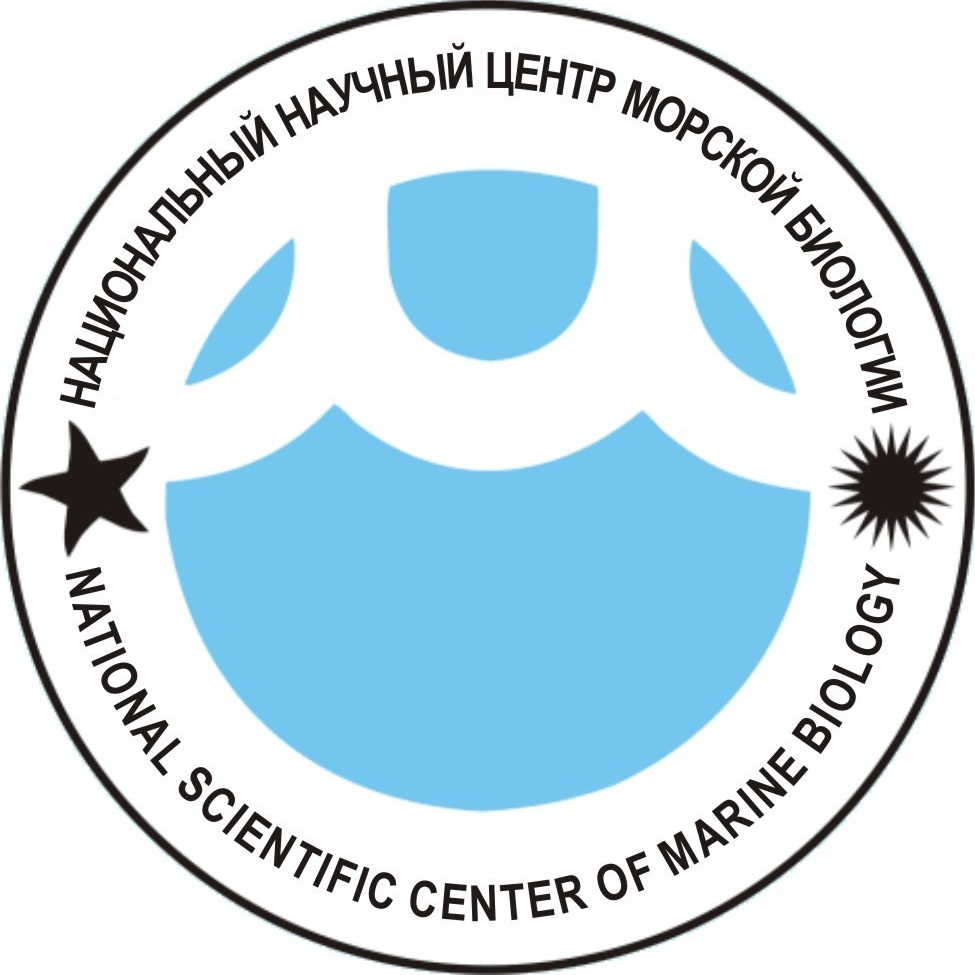 НАЦИОНАЛЬНЫЙ НАУЧНЫЙ ЦЕНТР МОРСКОЙ БИОЛОГИИ
NATIONAL SCIENTIFIC CENTER OF MARINE BIOLOGY